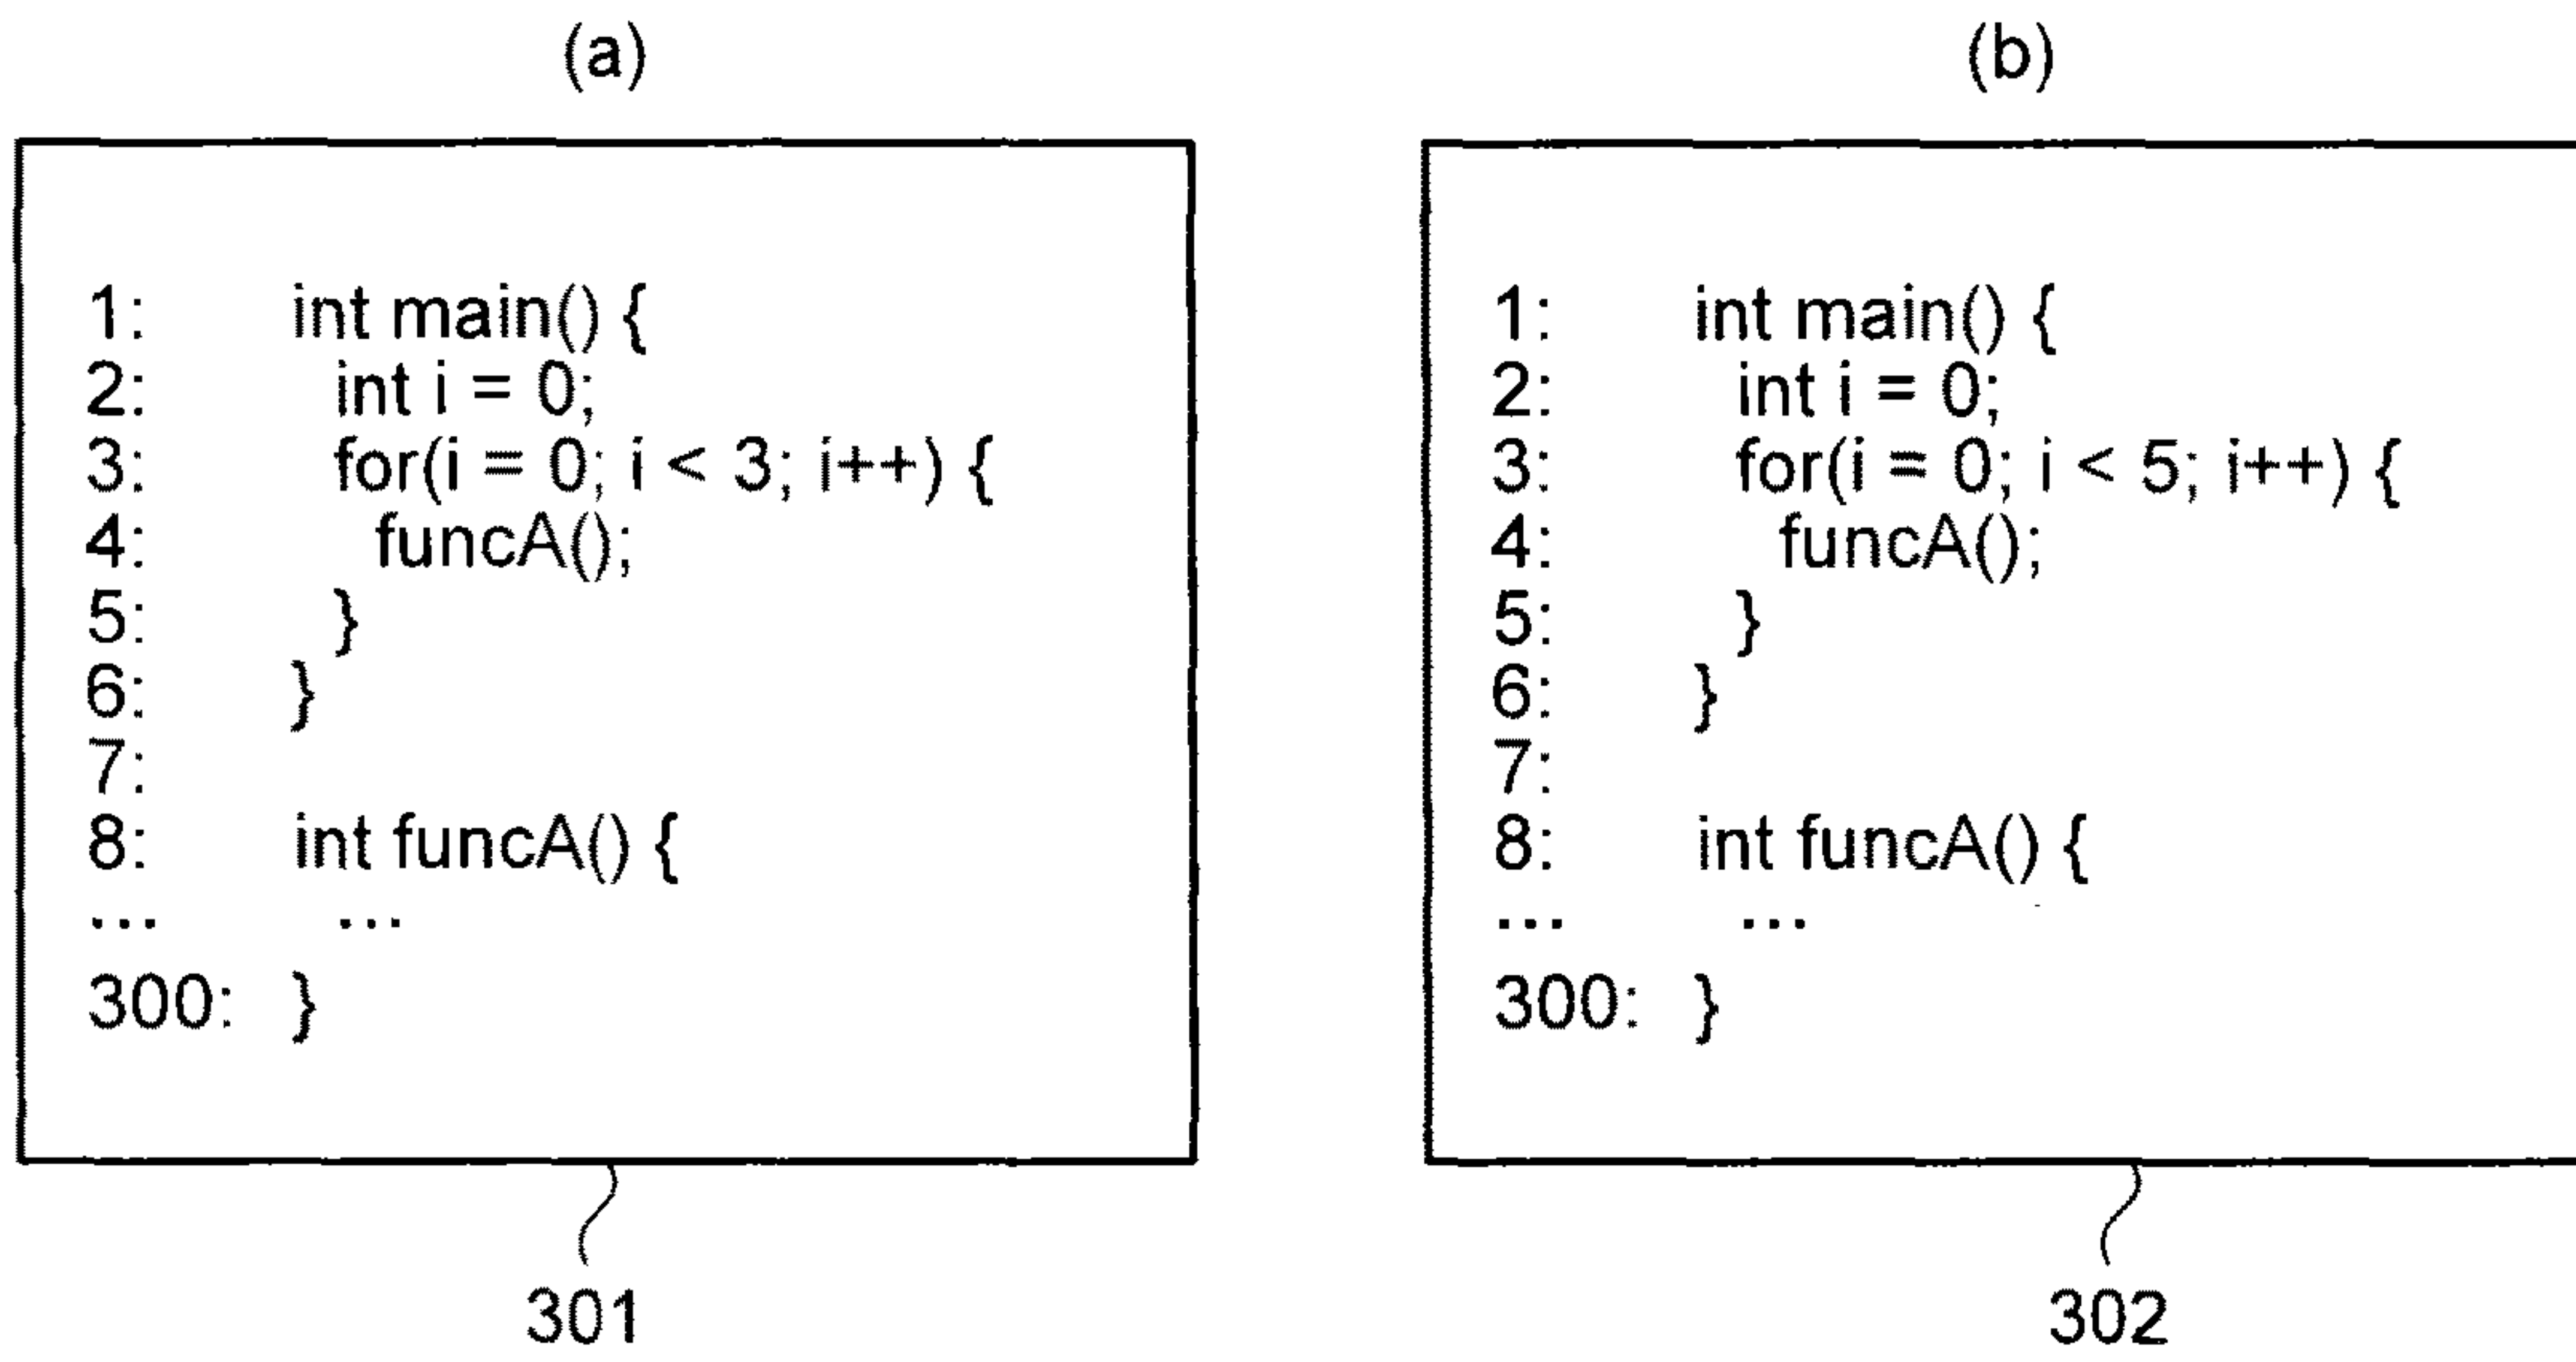 (a)
1: int main() {
2: int i = 0;
3: for(i = 0; i < 3; i++) {
4: funcA();
5: }
6: }
7:
8: int funcA() {
... ...
300: }
301
(b)
1: int main() {
2: int i = 0;
3: for(i = 0; i < 5; i++) {
4: funcA();
5: }
6: }
7:
8: int funcA() {
... ...
300: }
302